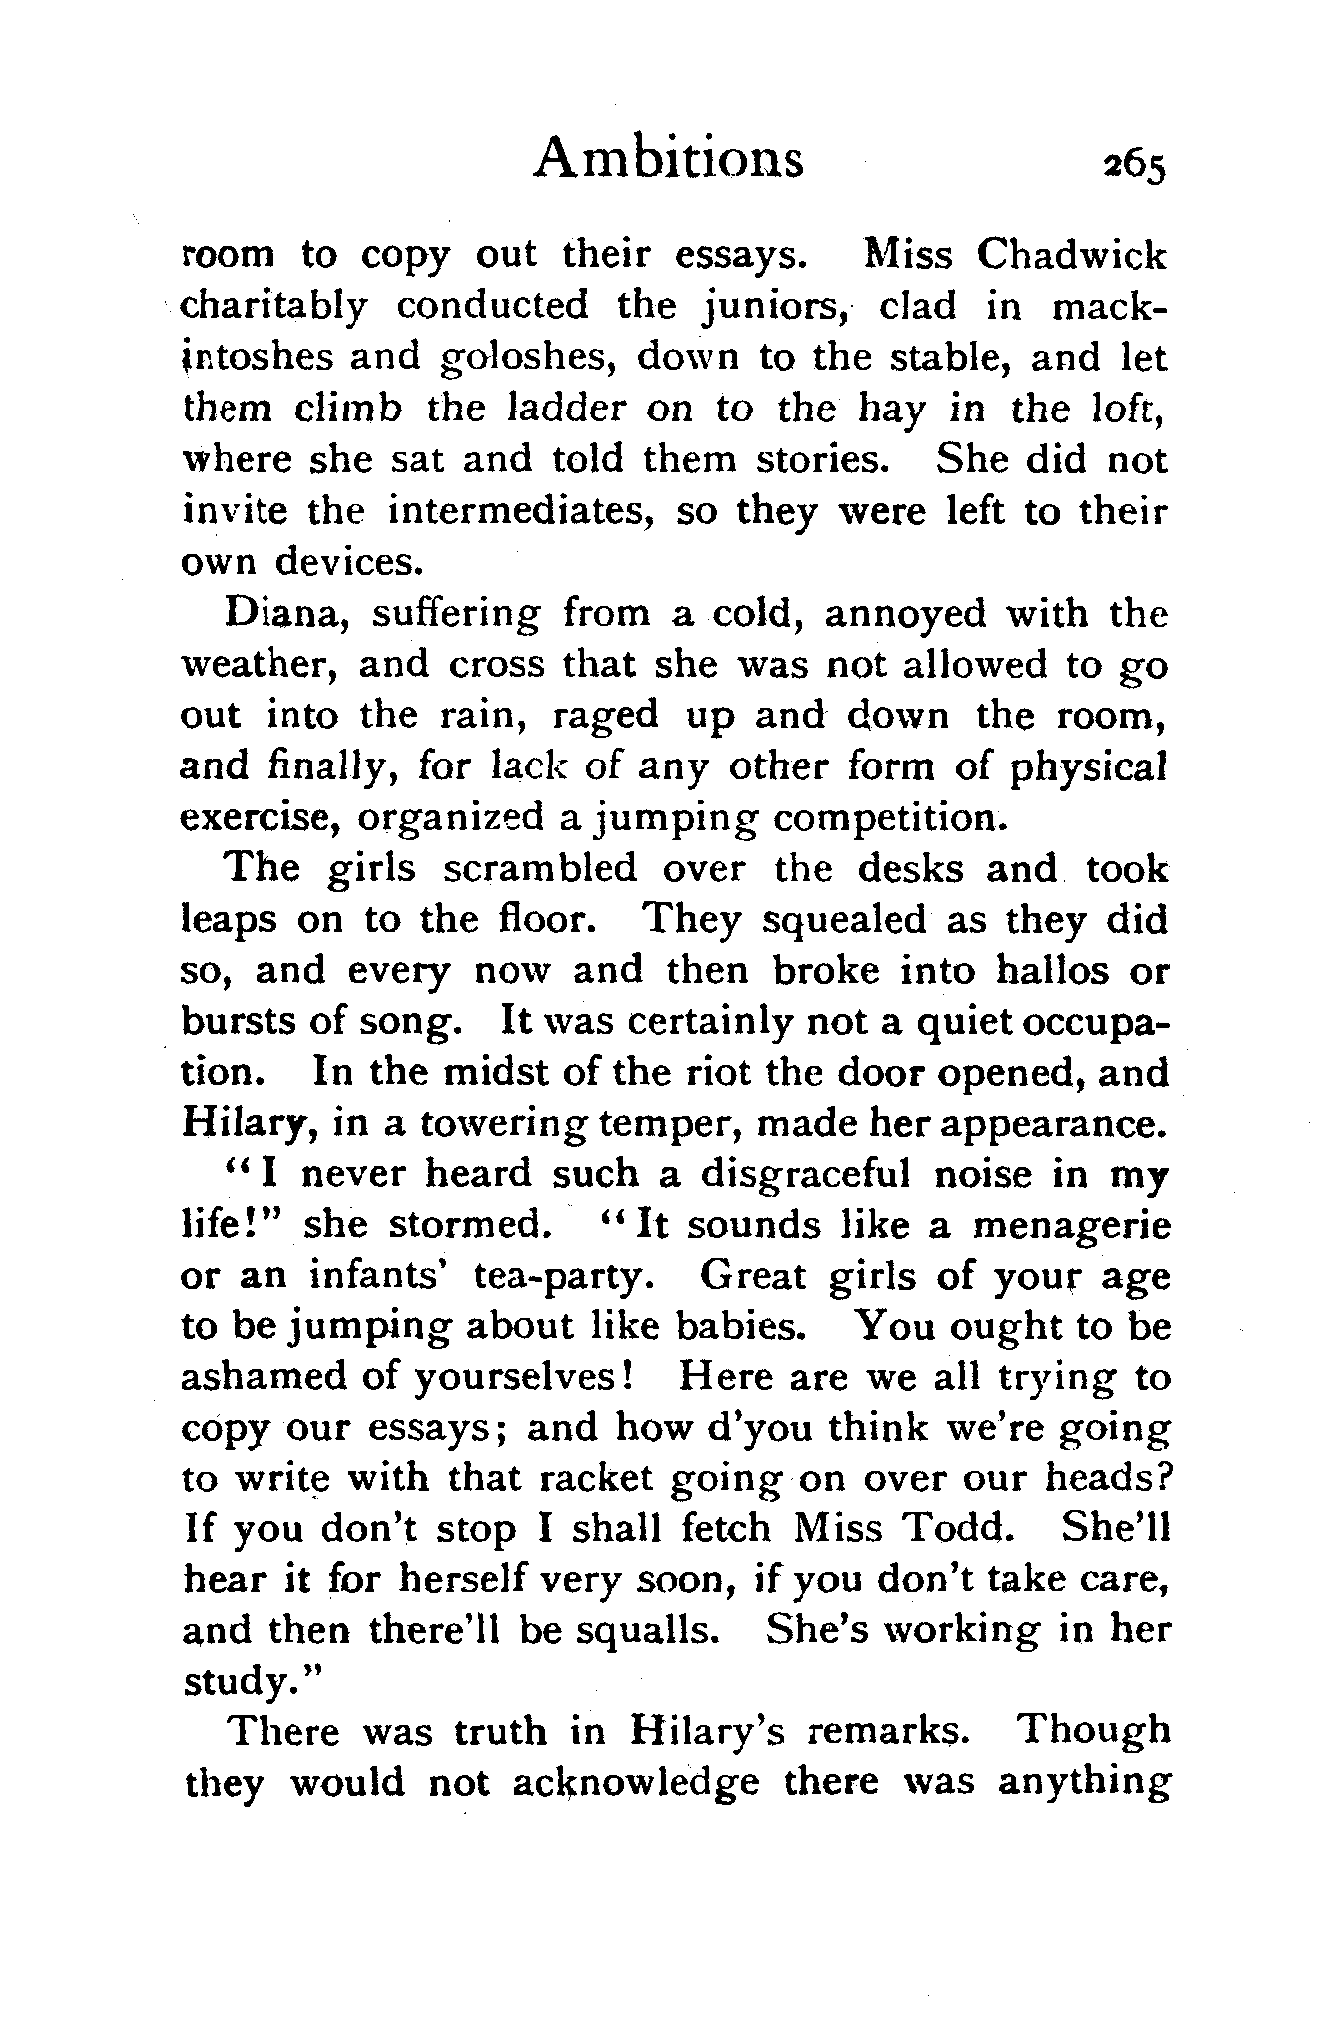 Ambitions 265
room to copy out their essays. Miss Chadwick
charitably conducted the juniors, clad in mack-
intoshes and goloshes, down to the stable, and let
them climb the ladder on to the hay in the loft,
where she sat and told them stories. She did not
invite the intermediates, so they were left to their
own devices.
Diana, suffering from a cold, annoyed with the
weather, and cross that she was not allowed to go
out into the rain, raged up and down the room,
and finally, for lack of any other form of physical
exercise, organized a jumping competition.
The girls scrambled over the desks and took
leaps on to the floor. They squealed as they did
so, and every now and then broke into hallos or
bursts of song. It was certainly not a quiet occupa-
tion. In the midst of the riot the door opened, and
Hilary, in a towering temper, made her appearance.
“I never heard such a disgraceful noise in my
life!” she stormed. “It sounds like a menagerie
or an infants’ tea-party. Great girls of your age
to be jumping about like babies. You ought to be
ashamed of yourselves! Here are we all trying to
copy our essays; and how d’you think we’re going
to write with that racket going on over our heads?
If you don’t stop I shall fetch Miss Todd. She’ll
hear it for herself very soon, if you don’t take care,
and then there’ll be squalls. She’s working in her
study.”
There was truth in Hilary’s remarks. Though
they would not acknowledge there was anything